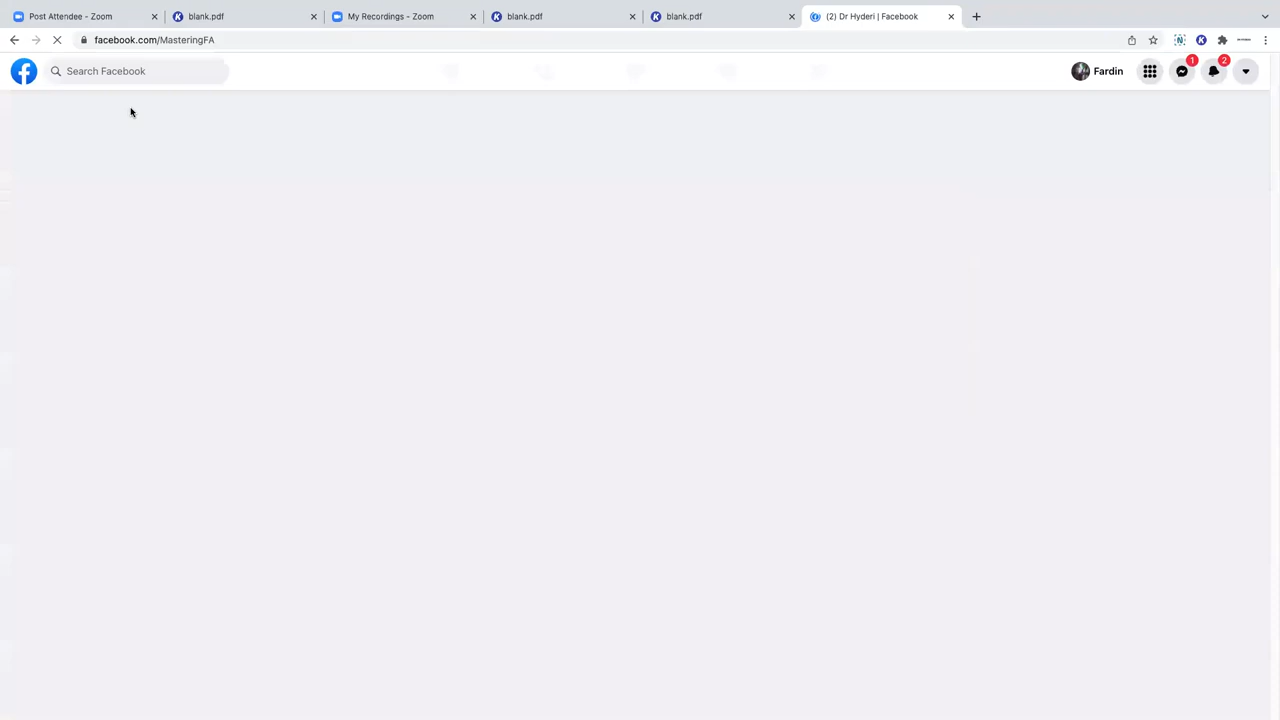 Post Attendee - Zoom
blank.pdf
My Recordings - Zoom
blank.pdf
blank.pdf
(2) Dr Hyderi | Facebook
facebook.com/MasteringFA
Search Facebook
Fardin
1
2